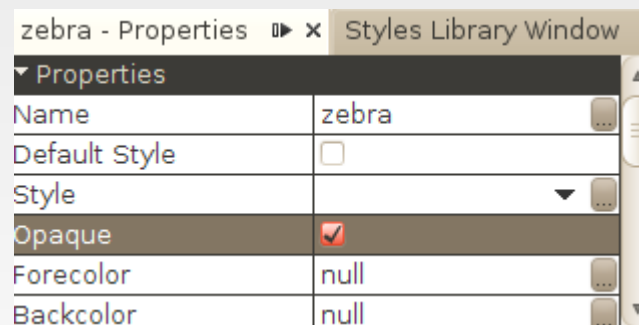 zebra - Properties Styles Library Window
Properties
Name zebra ...
Default Style
Style ...
Opaque
Forecolor null ...
Backcolor null